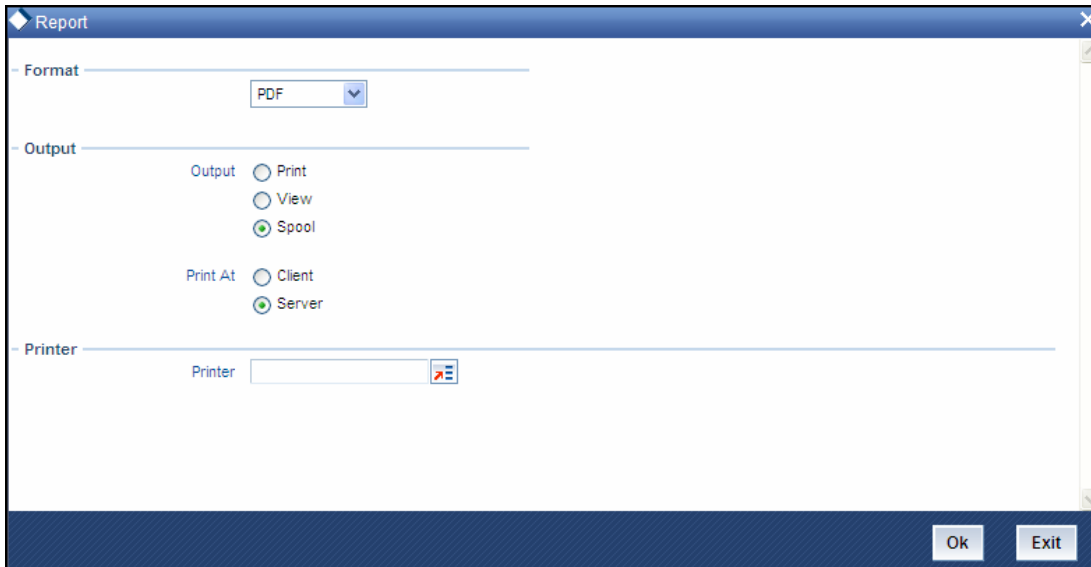 Report
Format
PDF
Output
Output Print
View
Spool
Print At Client
Server
Printer
Printer
Ok Exit